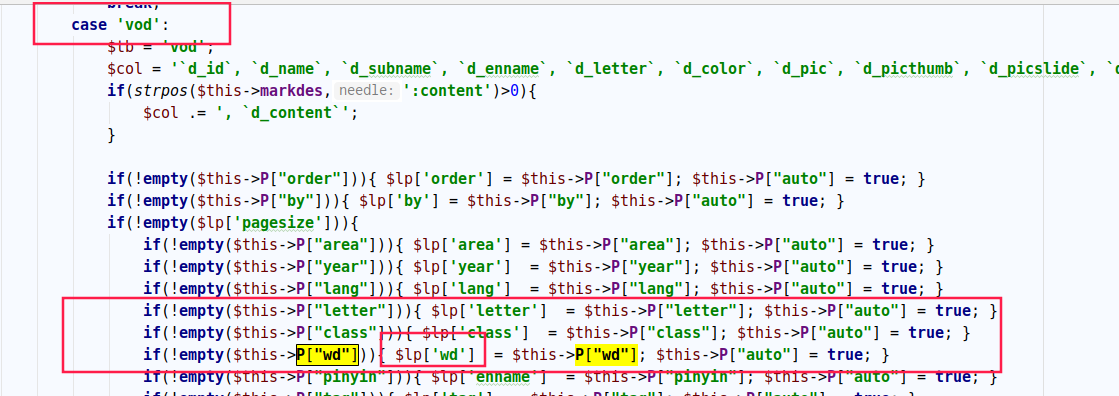 break;
case 'vod':
$tb = 'vod';
$col = '`d_id`, `d_name`, `d_subname`, `d_enname`, `d_letter`, `d_color`, `d_pic`, `d_picthumb`, `d_picslide`,
if(strpos($this->markdes, needle: ':content')>0){
$col .= ', `d_content`';
}
if(!empty($this->P["order"])){ $lp['order'] = $this->P["order"]; $this->P["auto"] = true; }
if(!empty($this->P["by"])){ $lp['by'] = $this->P["by"]; $this->P["auto"] = true; }
if(!empty($lp['pagesize'])){
if(!empty($this->P["area"])){ $lp['area'] = $this->P["area"]; $this->P["auto"] = true; }
if(!empty($this->P["year"])){ $lp['year'] = $this->P["year"]; $this->P["auto"] = true; }
if(!empty($this->P["lang"])){ $lp['lang'] = $this->P["lang"]; $this->P["auto"] = true; }
if(!empty($this->P["letter"])){ $lp['letter'] = $this->P["letter"]; $this->P["auto"] = true; }
if(!empty($this->P["class"])){ $lp['class'] = $this->P["class"]; $this->P["auto"] = true; }
if(!empty($this->P["wd"])){ $lp['wd'] = $this->P["wd"]; $this->P["auto"] = true; }
if(!empty($this->P["pinyin"])){ $lp['enname'] = $this->P["pinyin"]; $this->P["auto"] = true; }